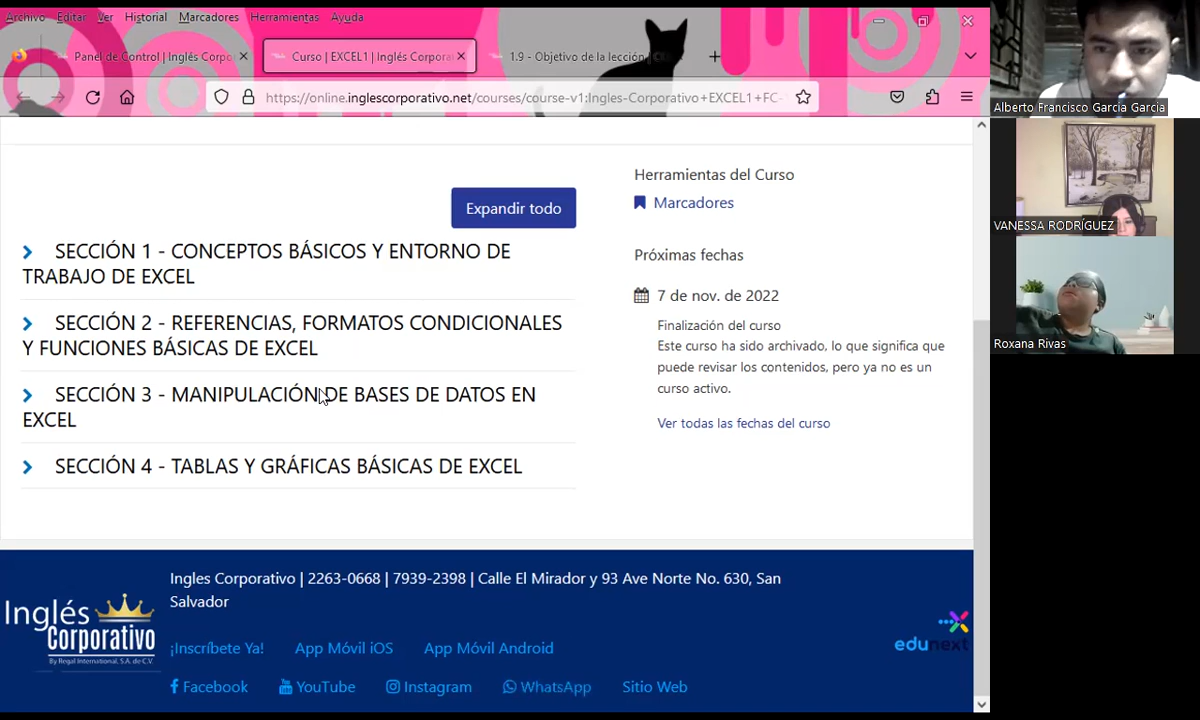 Archivo Editar Ver Historial Marcadores Herramientas Ayuda
Panel de Control | Inglés Corpo
Curso | EXCEL1 | Inglés Corpora
1.9 - Objetivo de la lección |
https://online.inglescorporativo.net/courses/course-v1:Ingles-Corporativo+EXCEL1+FC-
Expandir todo
SECCIÓN 1 - CONCEPTOS BÁSICOS Y ENTORNO DE
TRABAJO DE EXCEL
SECCIÓN 2 - REFERENCIAS, FORMATOS CONDICIONALES
Y FUNCIONES BÁSICAS DE EXCEL
SECCIÓN 3 - MANIPULACIÓN DE BASES DE DATOS EN
EXCEL
SECCIÓN 4 - TABLAS Y GRÁFICAS BÁSICAS DE EXCEL
Herramientas del Curso
Marcadores
Próximas fechas
7 de nov. de 2022
Finalización del curso
Este curso ha sido archivado, lo que significa que
puede revisar los contenidos, pero ya no es un
curso activo.
Ver todas las fechas del curso
Inglés
Corporativo
By Regal International, S.A. de C.V.
Ingles Corporativo | 2263-0668 | 7939-2398 | Calle El Mirador y 93 Ave Norte No. 630, San
Salvador
¡Inscríbete Ya! App Móvil iOS App Móvil Android
Facebook YouTube Instagram WhatsApp Sitio Web
edunext
Alberto Francisco Garcia Garcia
VANESSA RODRÍGUEZ
Roxana Rivas